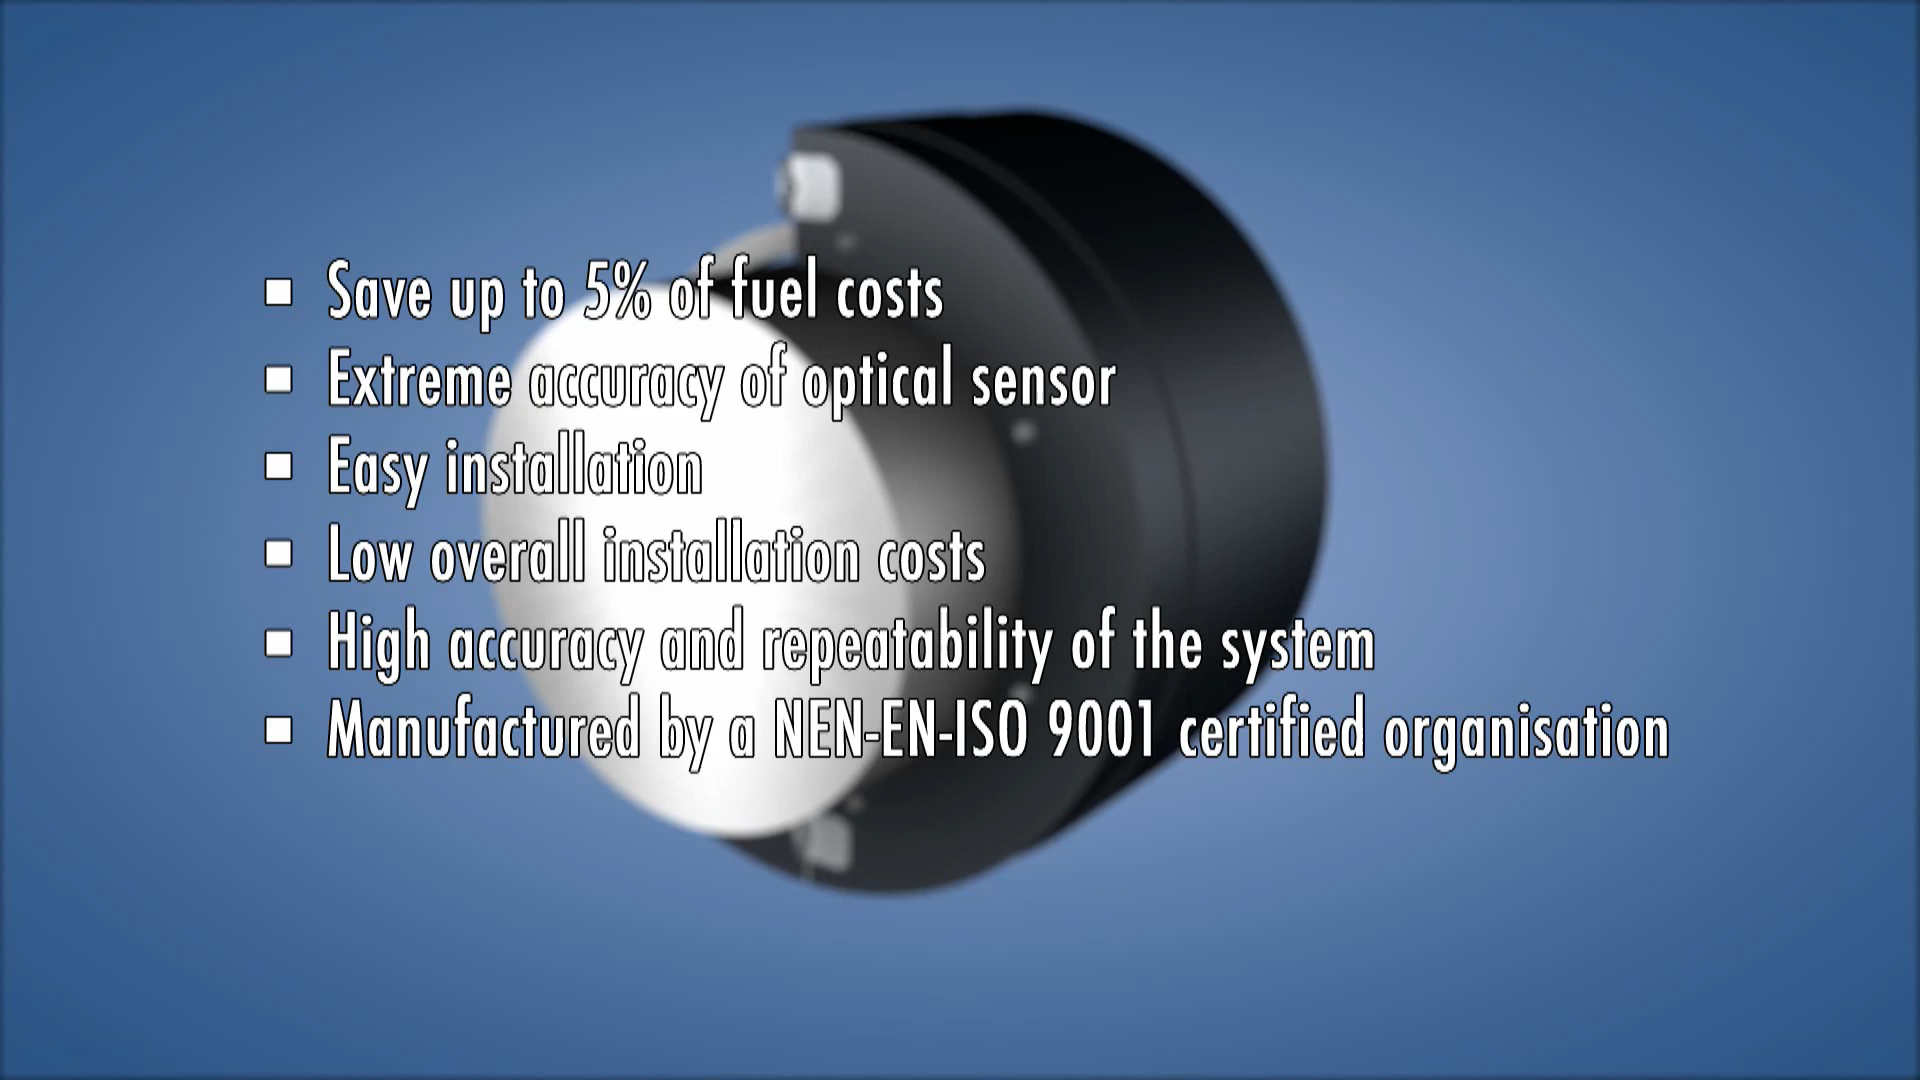 ▪ Save up to 5% of fuel costs
▪ Extreme accuracy of optical sensor
▪ Easy installation
▪ Low overall installation costs
▪ High accuracy and repeatability of the system
▪ Manufactured by a NEN-EN-ISO 9001 certified organisation